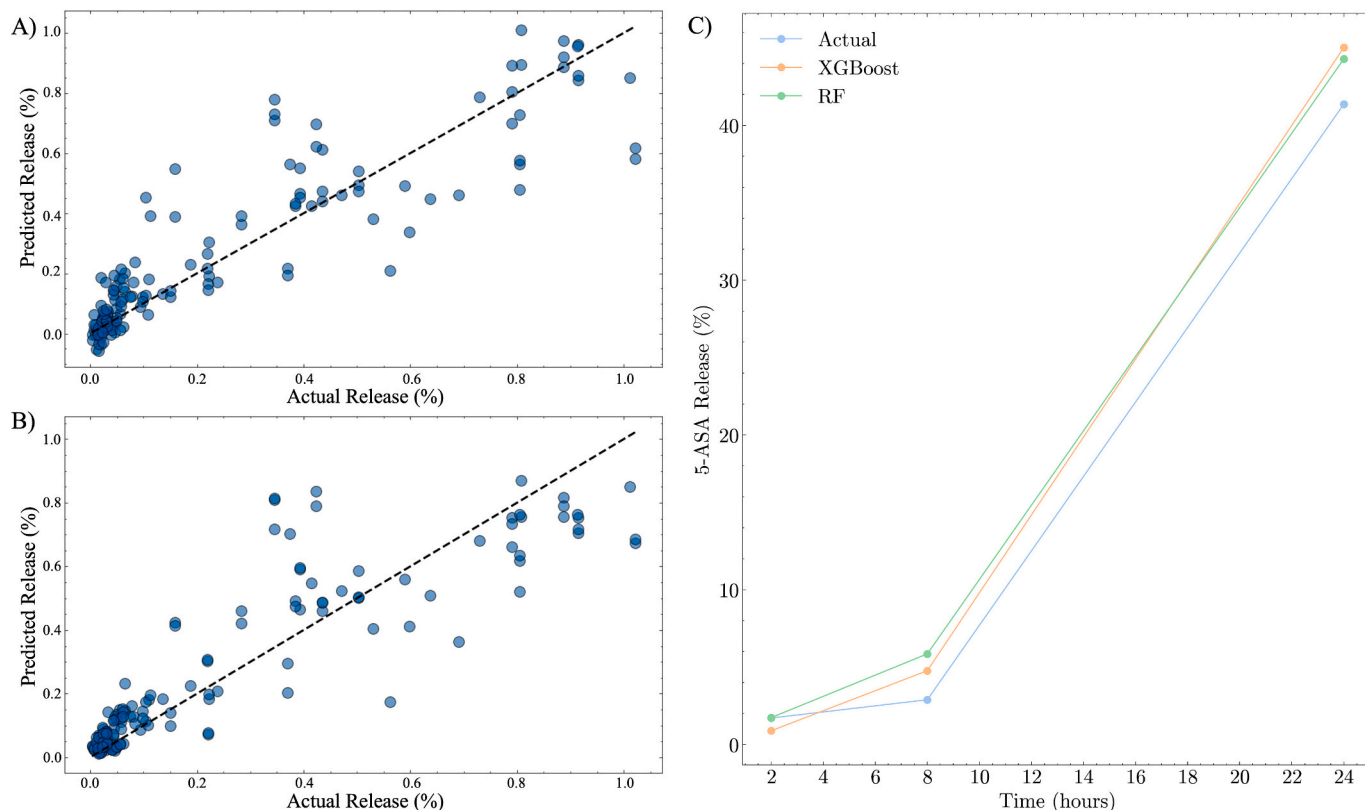 A)
Predicted Release (%)
1.0
0.8
0.6
0.4
0.2
0.0
0.0 0.2 0.4 0.6 0.8 1.0
Actual Release (%)
B)
Predicted Release (%)
1.0
0.8
0.6
0.4
0.2
0.0
0.0 0.2 0.4 0.6 0.8 1.0
Actual Release (%)
C)
Actual
XGBoost
RF
5-ASA Release (%)
40
30
20
10
0
2 4 6 8 10 12 14 16 18 20 22 24
Time (hours)